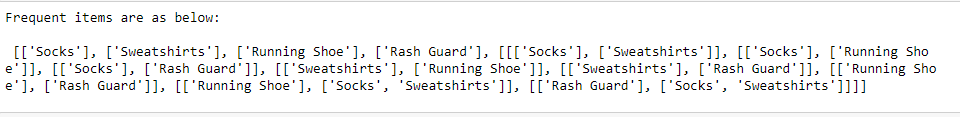 Frequent items are as below:
[['Socks'], ['Sweatshirts'], ['Running Shoe'], ['Rash Guard'], [[['Socks'], ['Sweatshirts']], [['Socks'], ['Running Sho
e']], [['Socks'], ['Rash Guard']], [['Sweatshirts'], ['Running Shoe']], [['Sweatshirts'], ['Rash Guard']], [['Running Sho
e'], ['Rash Guard']], [['Running Shoe'], ['Socks', 'Sweatshirts']], [['Rash Guard'], ['Socks', 'Sweatshirts']]]]